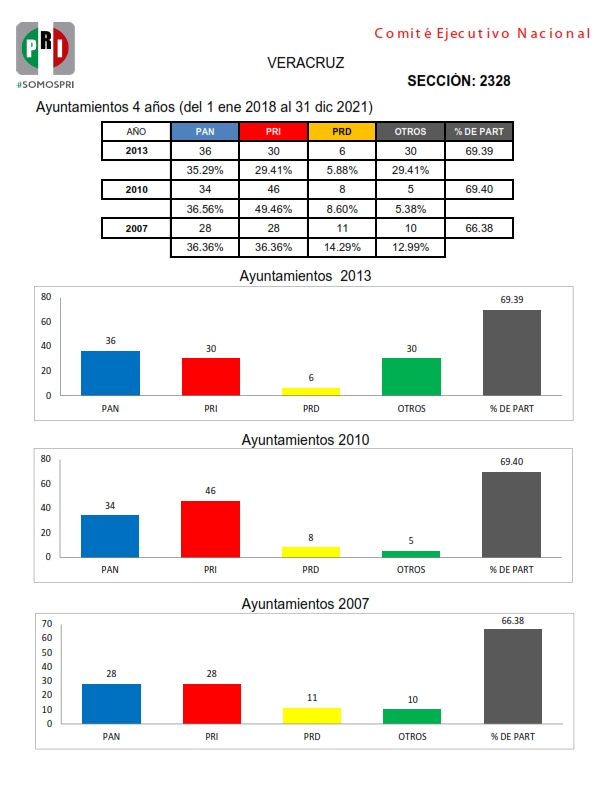 PRI
#SOMOSPRI
Comité Ejecutivo Nacional
VERACRUZ
SECCIÓN: 2328
Ayuntamientos 4 años (del 1 ene 2018 al 31 dic 2021)
AÑO PAN PRI PRD OTROS % DE PART
2013 36 30 6 30 69.39
35.29% 29.41% 5.88% 29.41%
2010 34 46 8 5 69.40
36.56% 49.46% 8.60% 5.38%
2007 28 28 11 10 66.38
36.36% 36.36% 14.29% 12.99%
Ayuntamientos 2013
80
60
40
20
0
36 30 6 30 69.39
PAN PRI PRD OTROS % DE PART
Ayuntamientos 2010
80
60
40
20
0
34 46 8 5 69.40
PAN PRI PRD OTROS % DE PART
Ayuntamientos 2007
70
60
50
40
30
20
10
0
28 28 11 10 66.38
PAN PRI PRD OTROS % DE PART